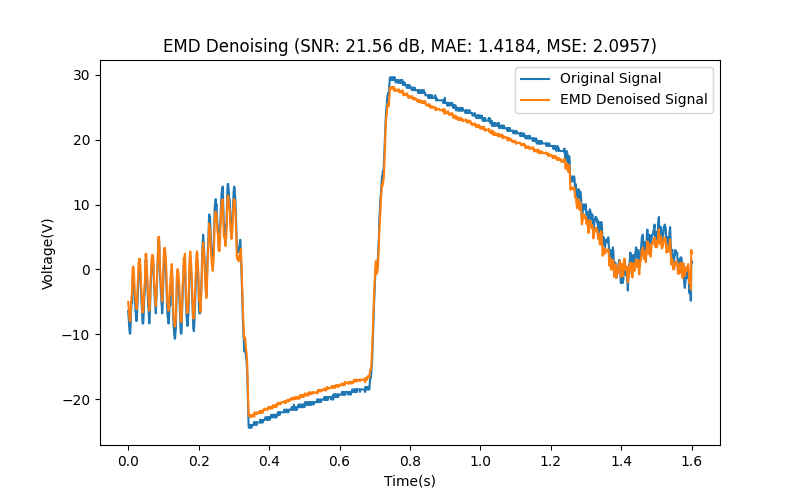 EMD Denoising (SNR: 21.56 dB, MAE: 1.4184, MSE: 2.0957)
Original Signal
EMD Denoised Signal
Voltage(V)
30
20
10
0
−10
−20
0.0 0.2 0.4 0.6 0.8 1.0 1.2 1.4 1.6
Time(s)